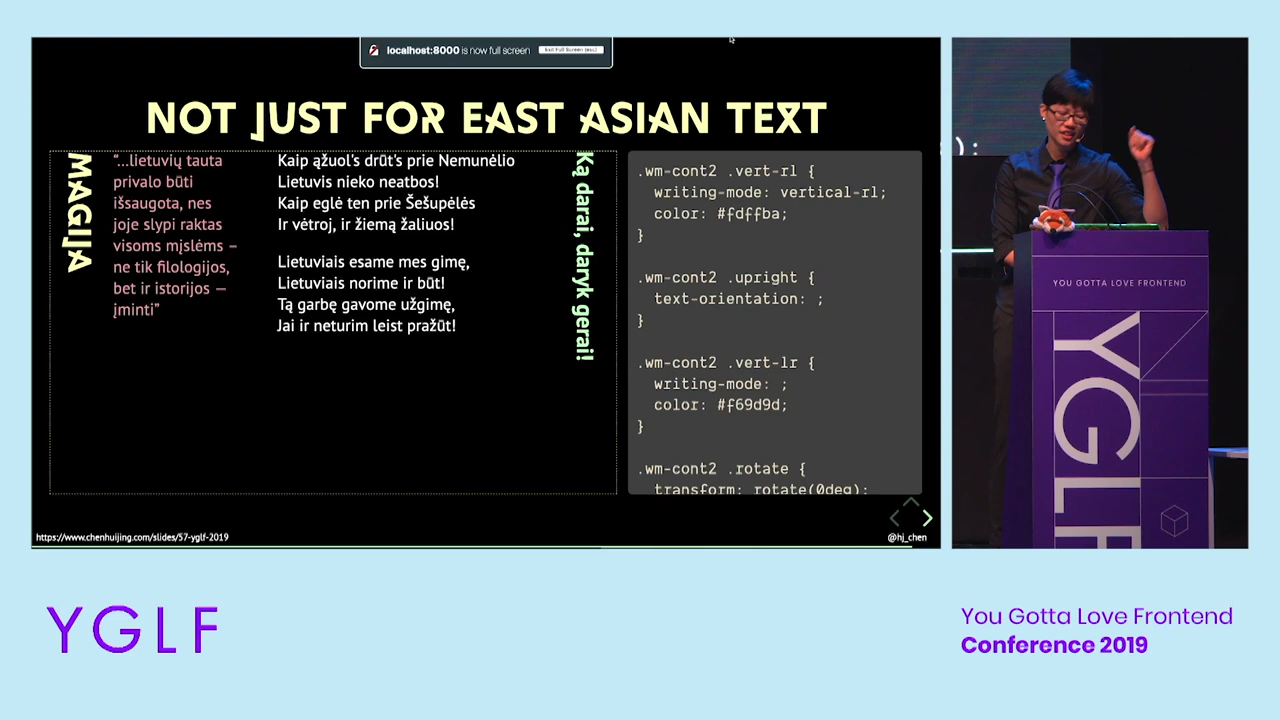 localhost:8000 is now full screen
Exit Full Screen (esc)
NOT JUST FOR EAST ASIAN TEXT
MAGIJA
“...lietuvių tauta
privalo būti
išsaugota, nes
joje slypi raktas
visoms mįslėms –
ne tik filologijos,
bet ir istorijos –
įminti”
Kaip ąžuol's drūt's prie Nemunėlio
Lietuvis nieko neatbos!
Kaip eglė ten prie Šešupėlės
Ir vėtroj, ir žiemą žaliuos!
Lietuviais esame mes gimę,
Lietuviais norime ir būt!
Tą garbę gavome užgimę,
Jai ir neturim leist pražūt!
Ką darai, daryk gerai!
.wm-cont2 .vert-rl {
writing-mode: vertical-rl;
color: #fdffba;
}
.wm-cont2 .upright {
text-orientation: ;
}
.wm-cont2 .vert-lr {
writing-mode: ;
color: #f69d9d;
}
.wm-cont2 .rotate {
transform: rotate(0deg);
https://www.chenhuijing.com/slides/57-yglf-2019
@hj_chen
):
YOU GOTTA LOVE FRONTEND
YGLF
YGLF
You Gotta Love Frontend
Conference 2019